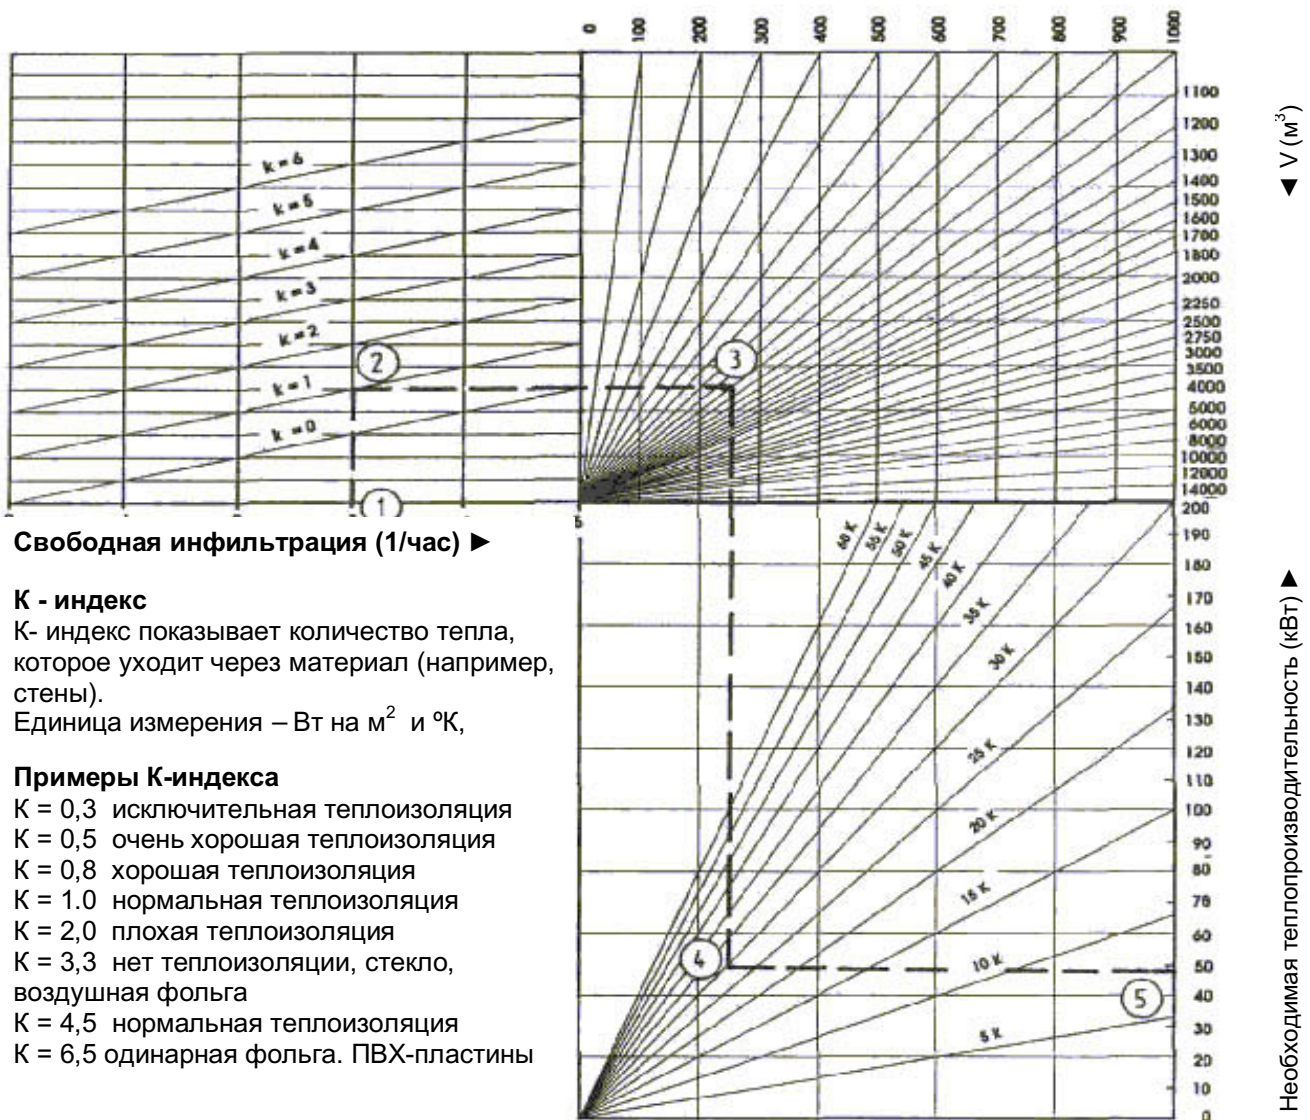 0 100 200 300 400 500 600 700 800 900 1000
1100
1200
1300
1400
1500
1600
1700
1800
2000
2250
2500
2750
3000
3500
4000
5000
6000
8000
10000
12000
14000
◄ V (м³)
k = 6
k = 5
k = 4
k = 3
k = 2
k = 1
k = 0
1
2
3
4
5
Свободная инфильтрация (1/час) ►
К - индекс
К- индекс показывает количество тепла,
которое уходит через материал (например,
стены).
Единица измерения – Вт на м² и ºК,
Примеры К-индекса
К = 0,3 исключительная теплоизоляция
К = 0,5 очень хорошая теплоизоляция
К = 0,8 хорошая теплоизоляция
К = 1.0 нормальная теплоизоляция
К = 2,0 плохая теплоизоляция
К = 3,3 нет теплоизоляции, стекло,
воздушная фольга
К = 4,5 нормальная теплоизоляция
К = 6,5 одинарная фольга. ПВХ-пластины
60 K
55 K
50 K
45 K
40 K
35 K
30 K
25 K
20 K
15 K
10 K
5 K
200
190
180
170
160
150
140
130
120
110
100
90
80
70
60
50
40
30
20
10
0
Необходимая теплопроизводительность (кВт) ►